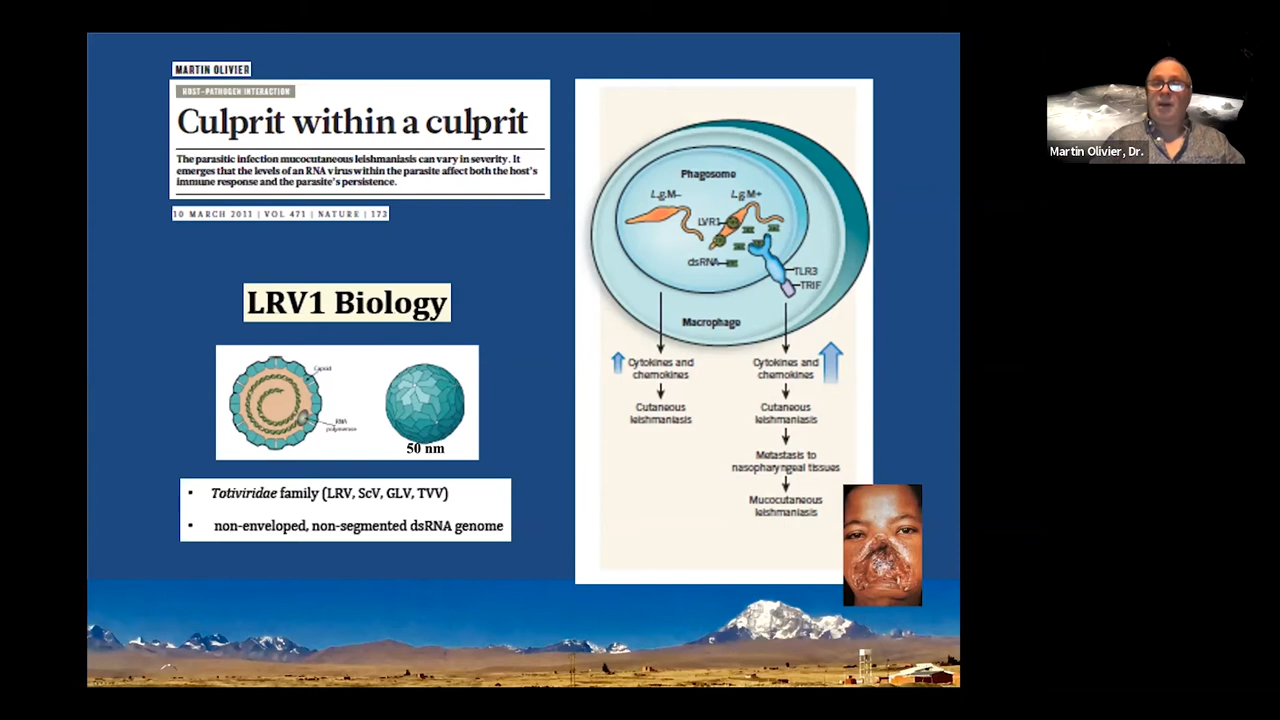 MARTIN OLIVIER
HOST–PATHOGEN INTERACTION
Culprit within a culprit
The parasitic infection mucocutaneous leishmaniasis can vary in severity. It
emerges that the levels of an RNA virus within the parasite affect both the host's
immune response and the parasite's persistence.
10 MARCH 2011 | VOL 471 | NATURE | 173
LRV1 Biology
Capsid
RNA
polymerase
50 nm
• Totiviridae family (LRV, ScV, GLV, TVV)
• non-enveloped, non-segmented dsRNA genome
Phagosome
L.g.M–
L.g.M+
LVR1
dsRNA
TLR3
TRIF
Macrophage
Cytokines and
chemokines
Cutaneous
leishmaniasis
Cytokines and
chemokines
Cutaneous
leishmaniasis
Metastasis to
nasopharyngeal tissues
Mucocutaneous
leishmaniasis
Martin Olivier, Dr.